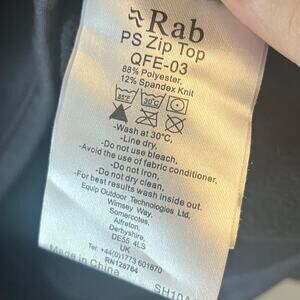 Rab
PS Zip Top
QFE-03
88% Polyester,
12% Spandex Knit
30°C
-Wash at 30°C,
-Line dry,
-Do not use bleach,
-Avoid the use of fabric conditioner,
-Do not iron,
-Do not dry clean,
-For best results wash inside out.
Equip Outdoor Technologies Ltd,
Wimsey Way,
Somercotes,
Alfreton,
Derbyshire,
DE55 4LS
UK
Tel: +44(0)1773 601870
RN128764
Made in China
SH10A